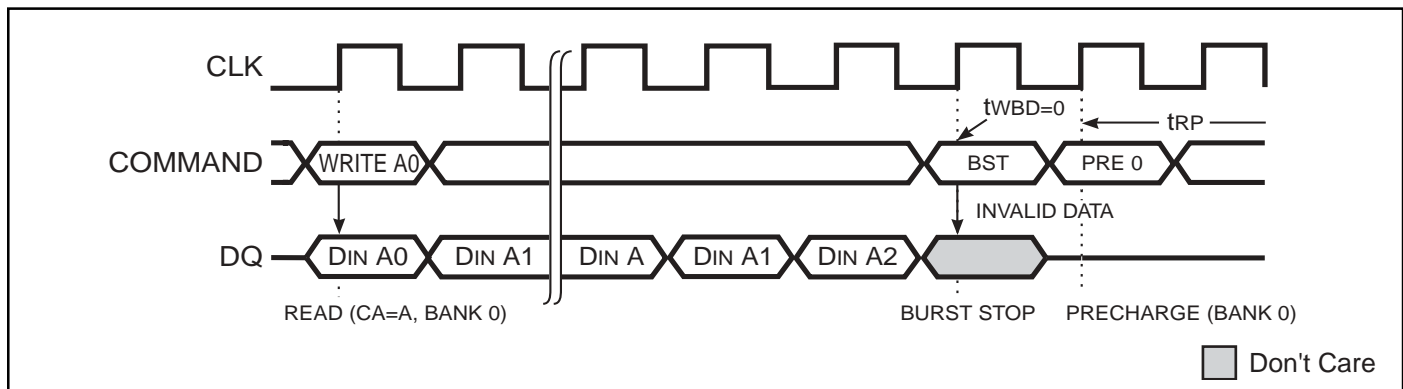 CLK
tWBD=0
tRP
COMMAND WRITE A0 BST PRE 0
INVALID DATA
DQ DIN A0 DIN A1 DIN A DIN A1 DIN A2
READ (CA=A, BANK 0) BURST STOP PRECHARGE (BANK 0)
Don't Care